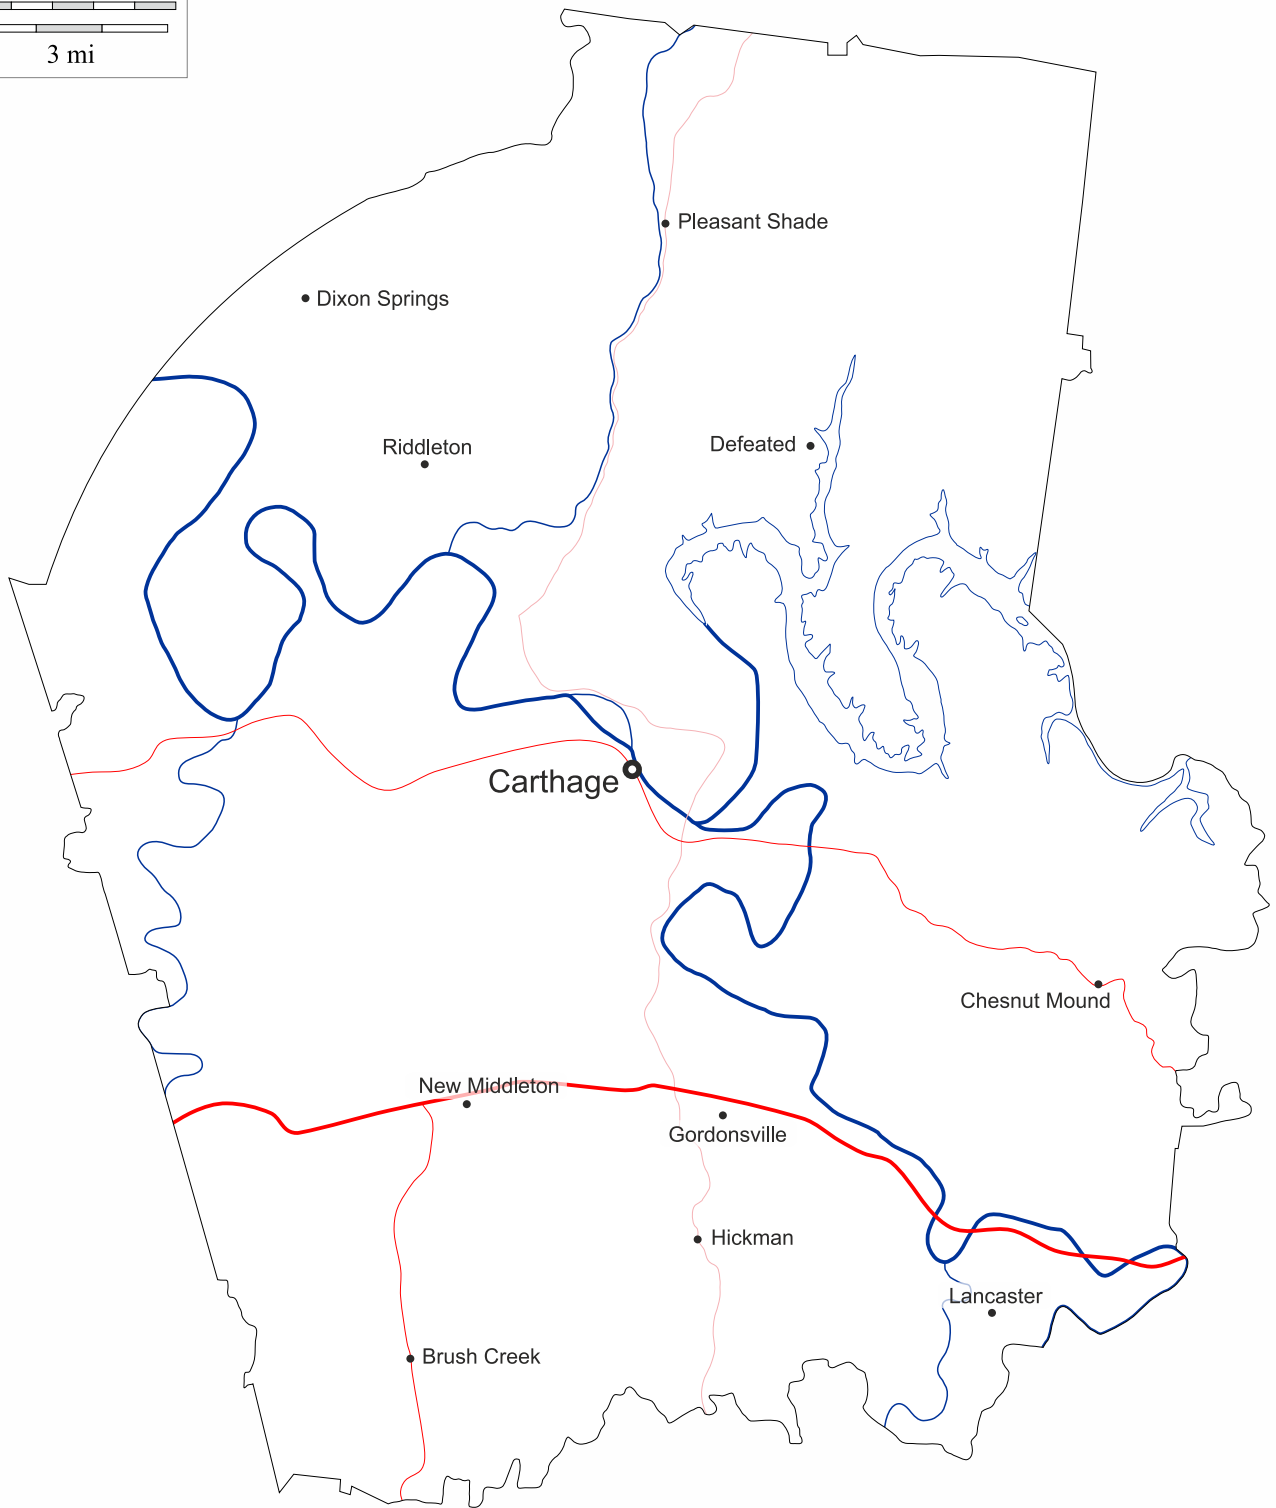 3 mi
Pleasant Shade
Dixon Springs
Defeated
Riddleton
Carthage
Chesnut Mound
New Middleton
Gordonsville
Hickman
Lancaster
Brush Creek